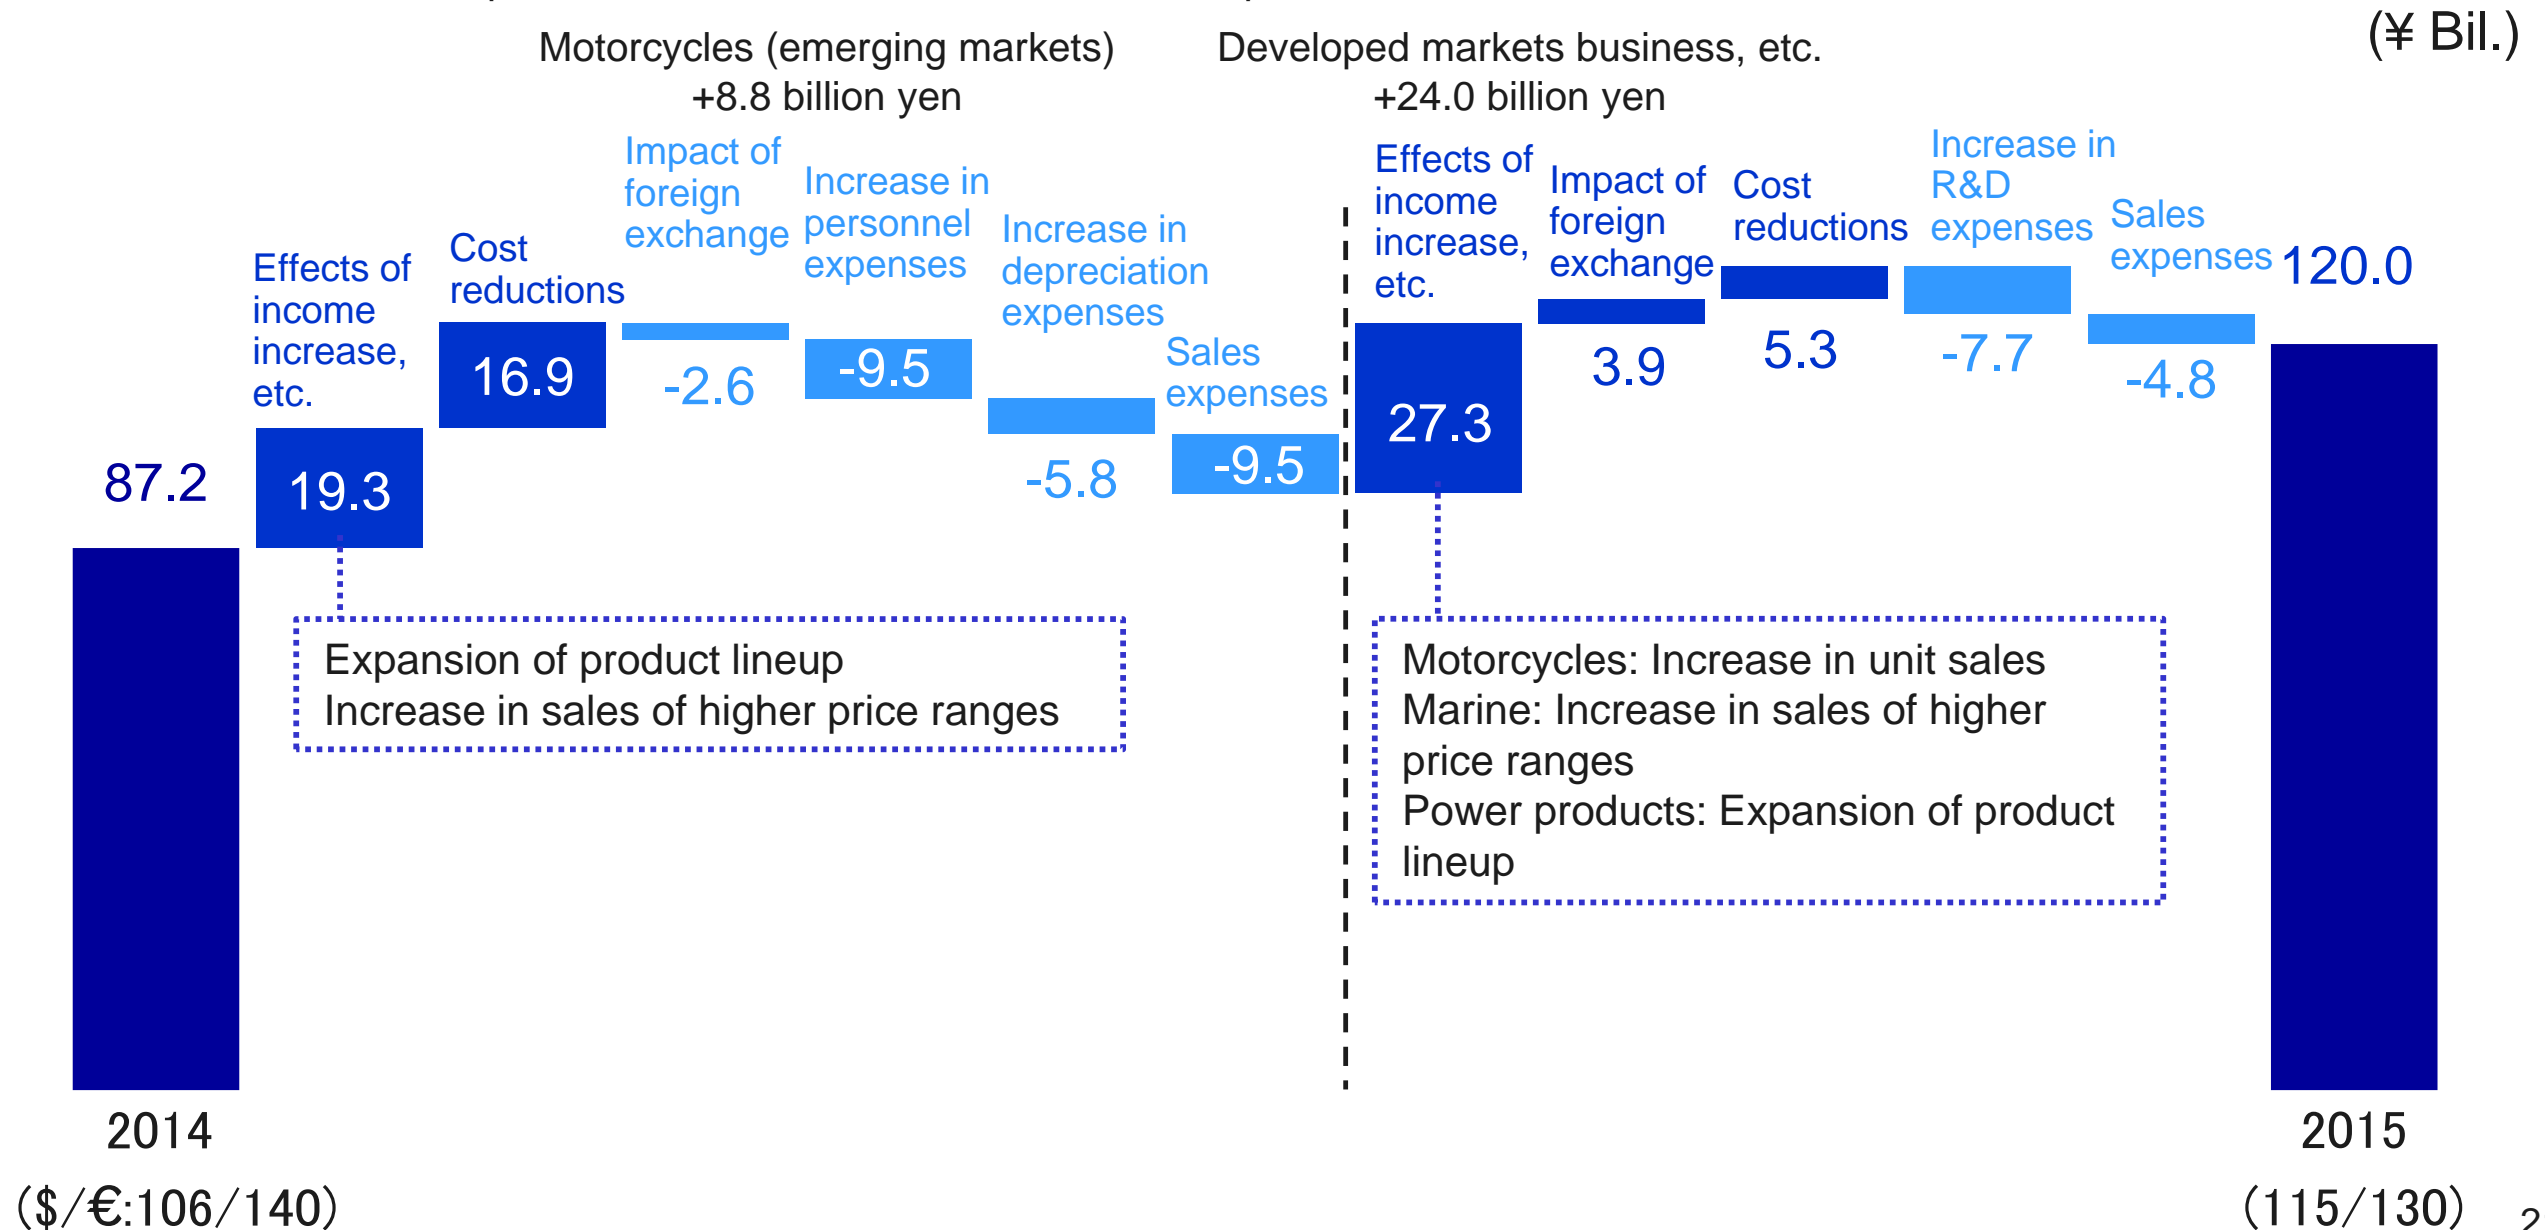 (¥ Bil.)
Motorcycles (emerging markets)
+8.8 billion yen
Developed markets business, etc.
+24.0 billion yen
87.2
Effects of
income
increase,
etc.
19.3
Cost
reductions
16.9
Impact of
foreign
exchange
-2.6
Increase in
personnel
expenses
-9.5
Increase in
depreciation
expenses
-5.8
Sales
expenses
-9.5
Effects of
income
increase,
etc.
27.3
Impact of
foreign
exchange
3.9
Cost
reductions
5.3
Increase in
R&D
expenses
-7.7
Sales
expenses
-4.8
120.0
Expansion of product lineup
Increase in sales of higher price ranges
Motorcycles: Increase in unit sales
Marine: Increase in sales of higher
price ranges
Power products: Expansion of product
lineup
2014
($/€:106/140)
2015
(115/130)
2